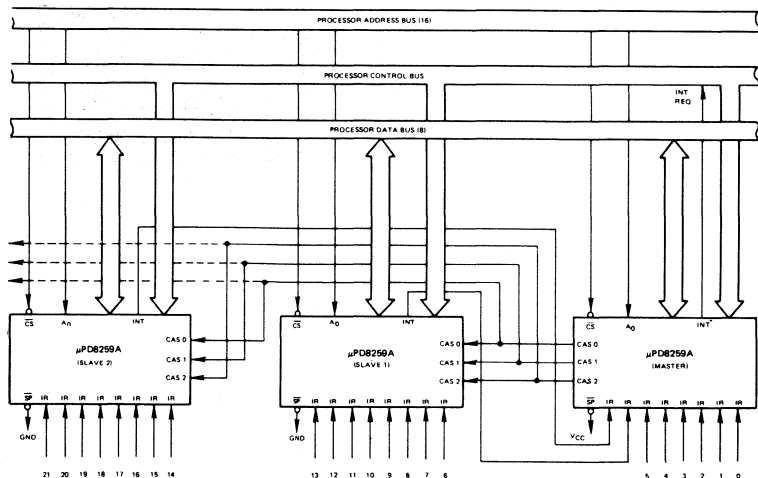 PROCESSOR ADDRESS BUS (16)
PROCESSOR CONTROL BUS
INT
REQ
PROCESSOR DATA BUS (8)
CS A0 INT
CAS 0
µPD8259A
(SLAVE 2)
CAS 1
CAS 2
SP IR IR IR IR IR IR IR IR
GND
21 20 19 18 17 16 15 14
CS A0 INT
CAS 0
µPD8259A
(SLAVE 1)
CAS 1
CAS 2
SP IR IR IR IR IR IR IR IR
GND
13 12 11 10 9 8 7 6
CS A0 INT
CAS 0
µPD8259A
(MASTER)
CAS 1
CAS 2
SP IR IR IR IR IR IR IR IR
VCC
5 4 3 2 1 0